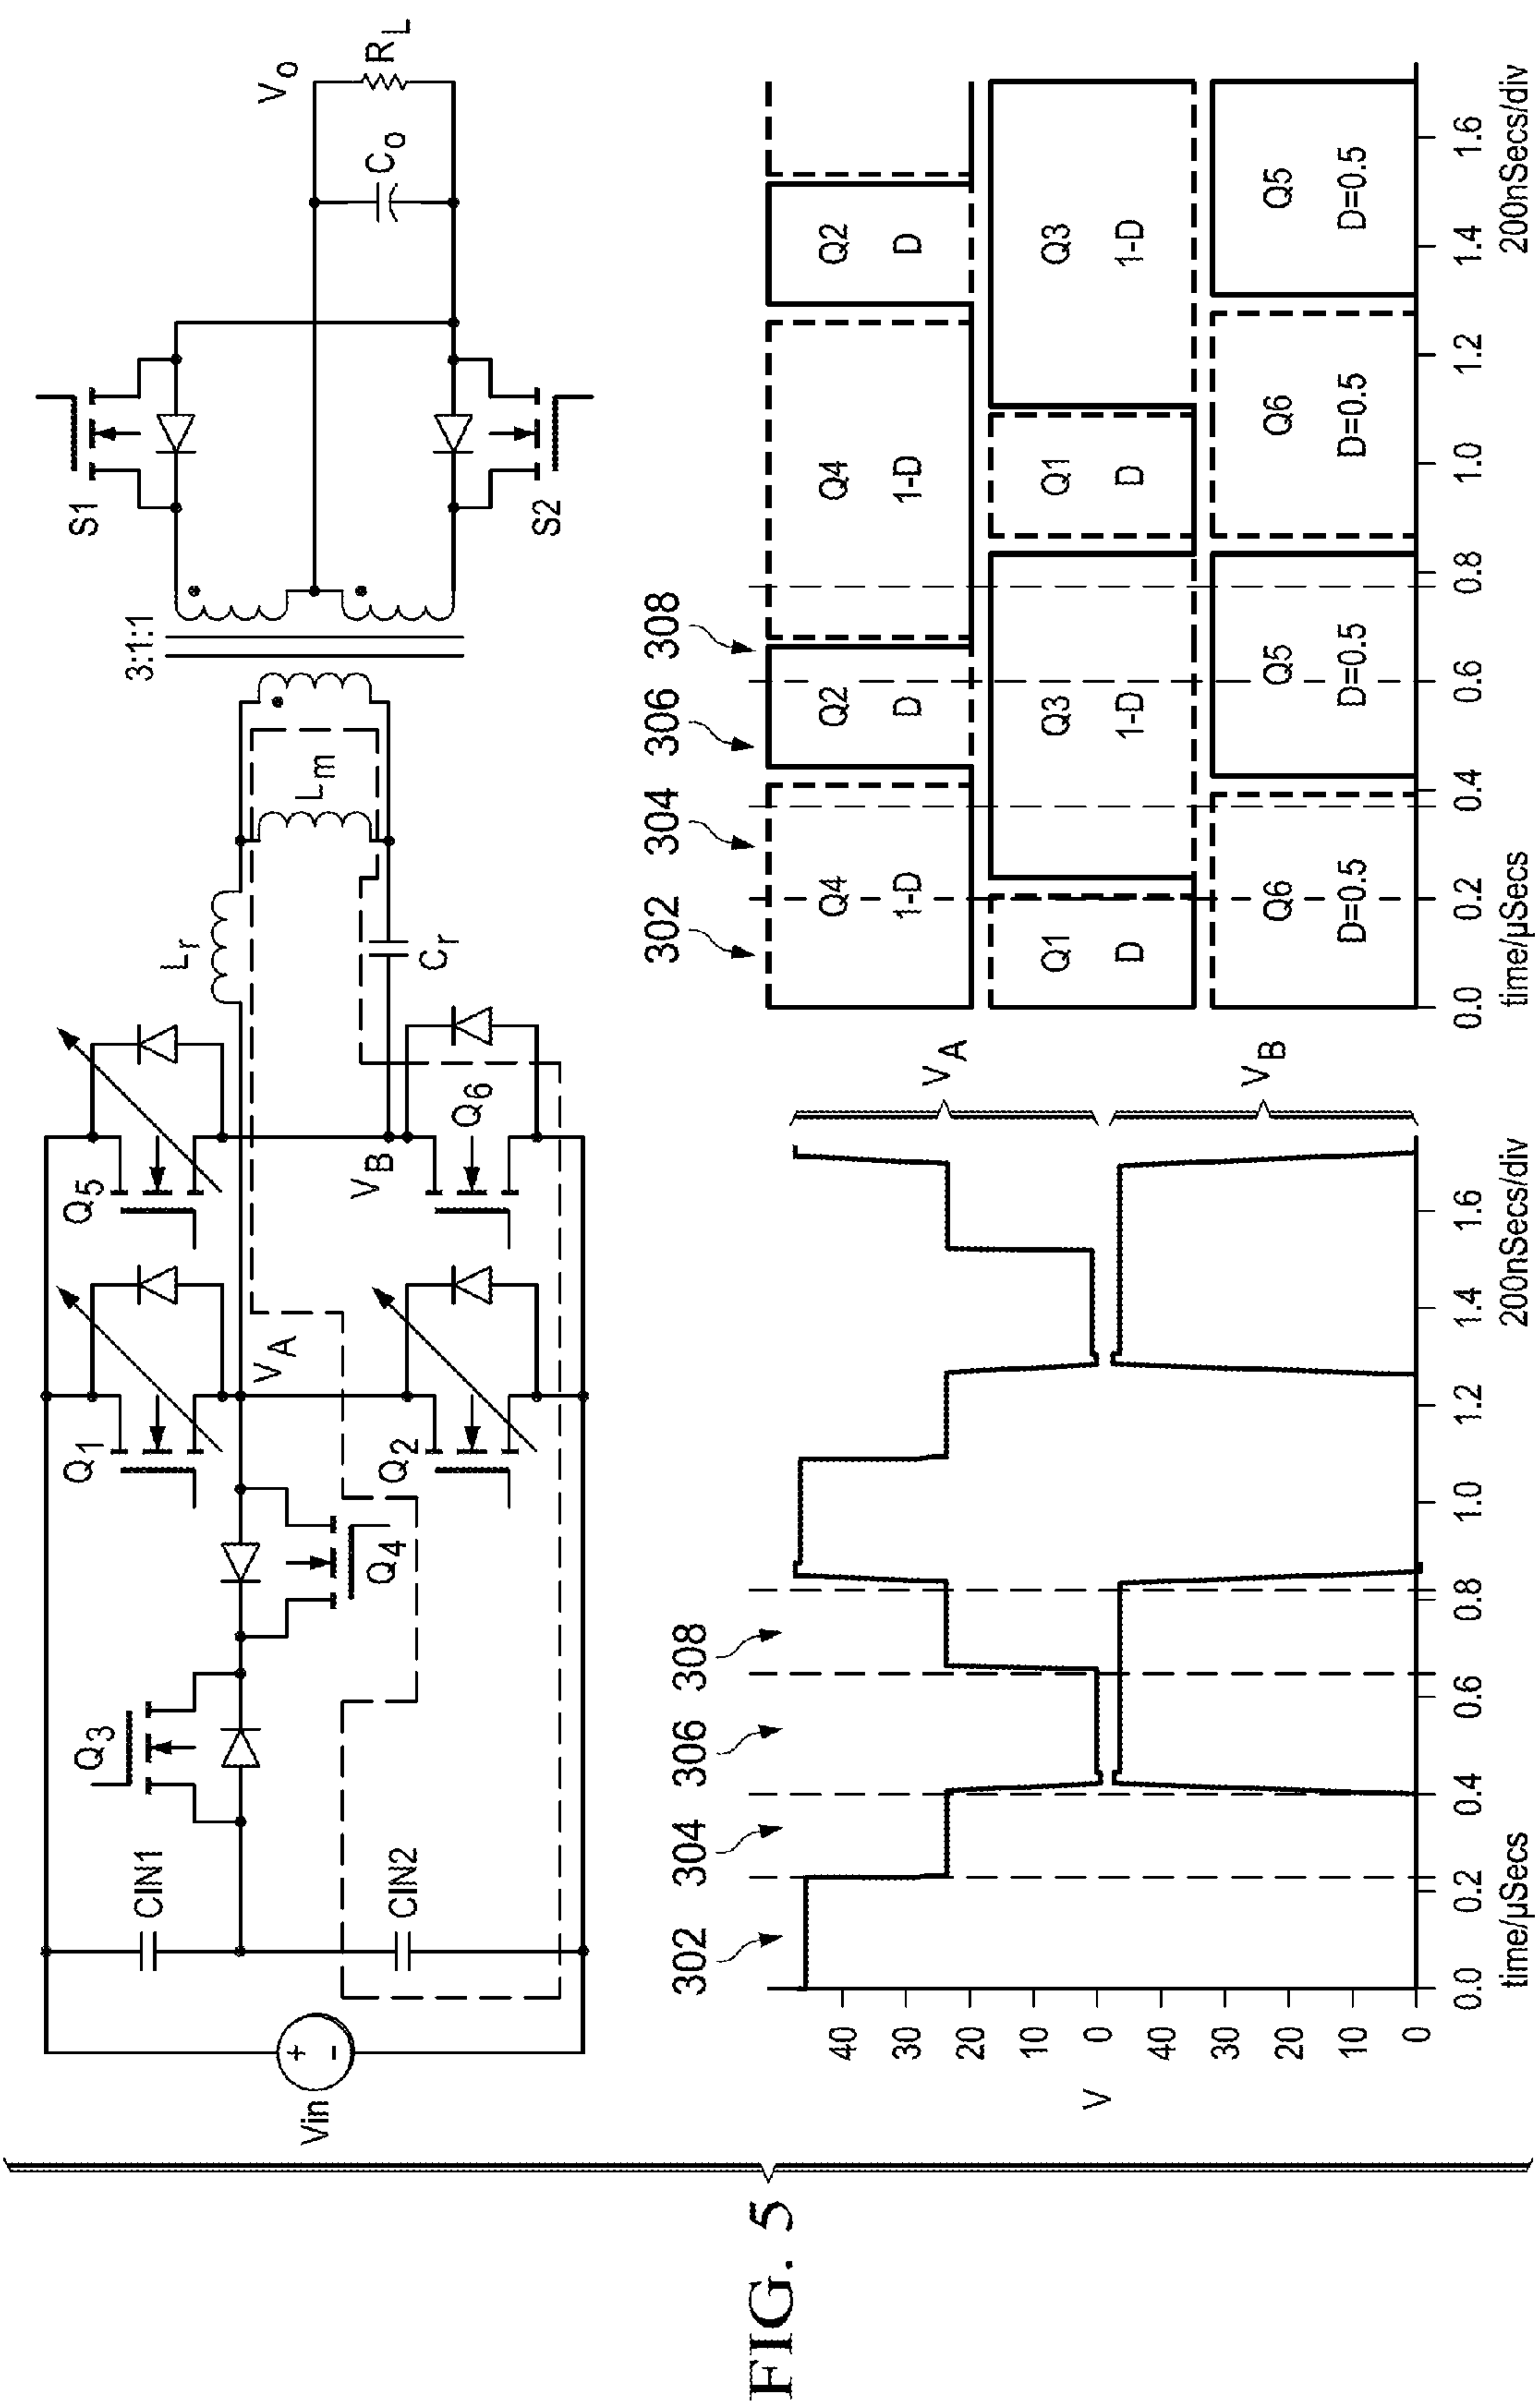 FIG. 5
Vin
+
-
CIN1
CIN2
Q3
Q4
Q1
Q2
VA
Q5
Q6
VB
Lr
Cr
Lm
3:1:1
S1
S2
Vo
Co
RL
302
304
306
308
V
40
30
20
10
0
40
30
20
10
0
VA
VB
0.0
0.2
0.4
0.6
0.8
1.0
1.2
1.4
1.6
time/µSecs
200nSecs/div
302
304
306
308
Q4
1-D
Q2
D
Q4
1-D
Q2
D
Q1
D
Q3
1-D
Q1
D
Q3
1-D
Q6
D=0.5
Q5
D=0.5
Q6
D=0.5
Q5
D=0.5
0.0
0.2
0.4
0.6
0.8
1.0
1.2
1.4
1.6
time/µSecs
200nSecs/div